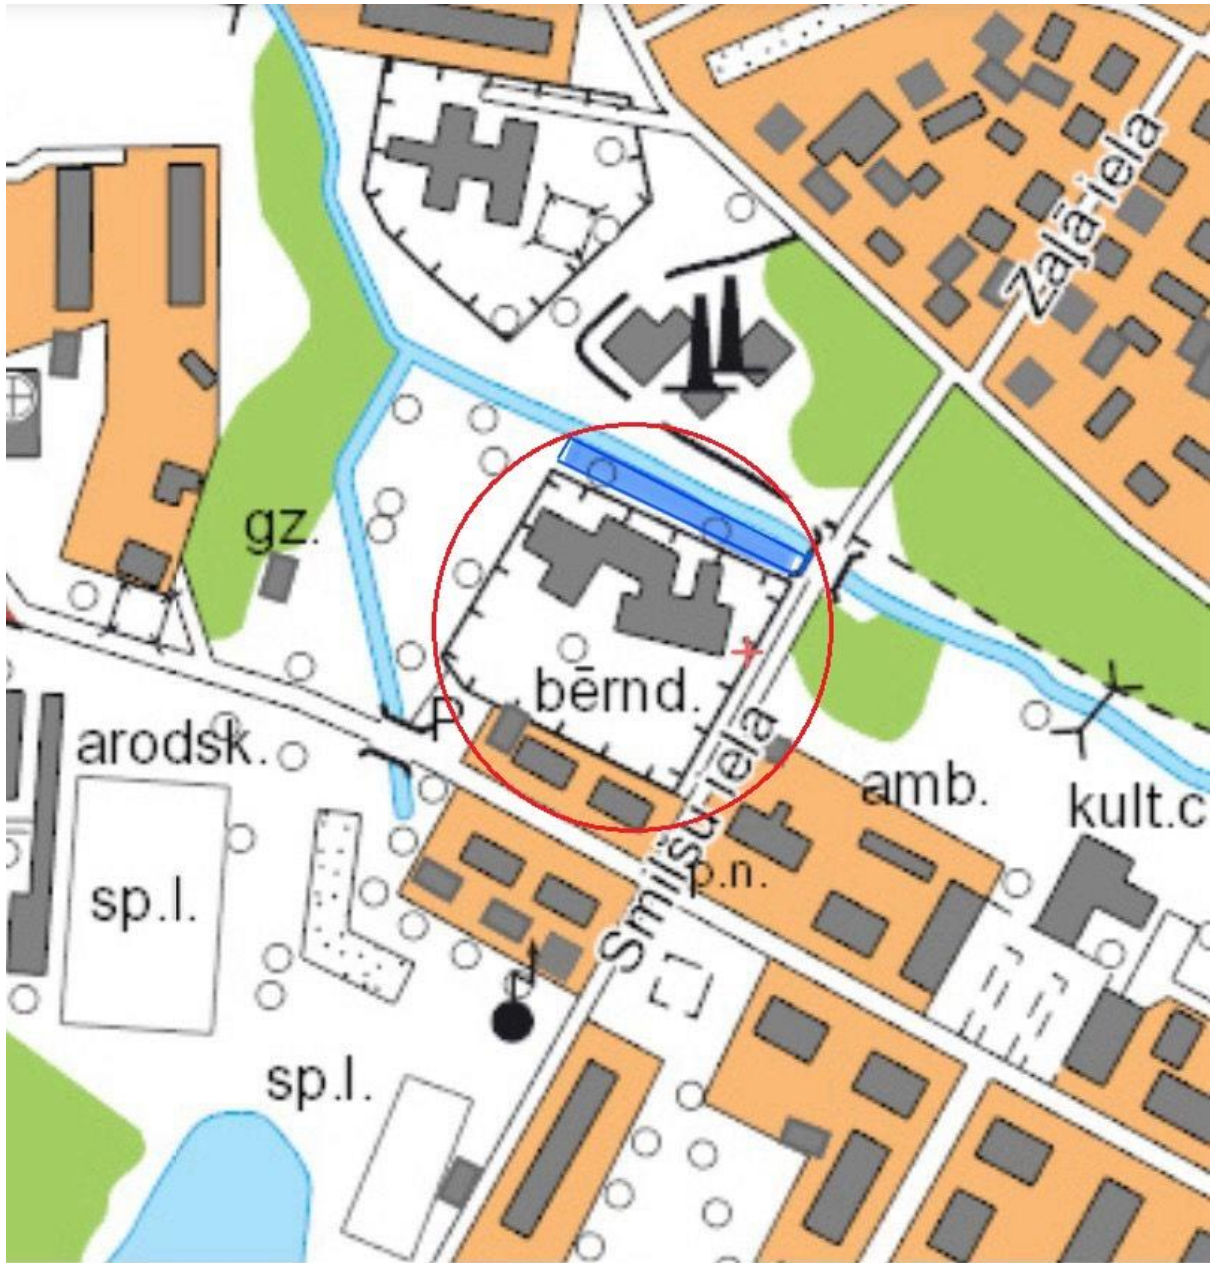 Zaļā iela
gz.
bērnd.
P
arodsk.
amb.
kult.c
sp.l.
p.n.
Smilšu iela
sp.l.